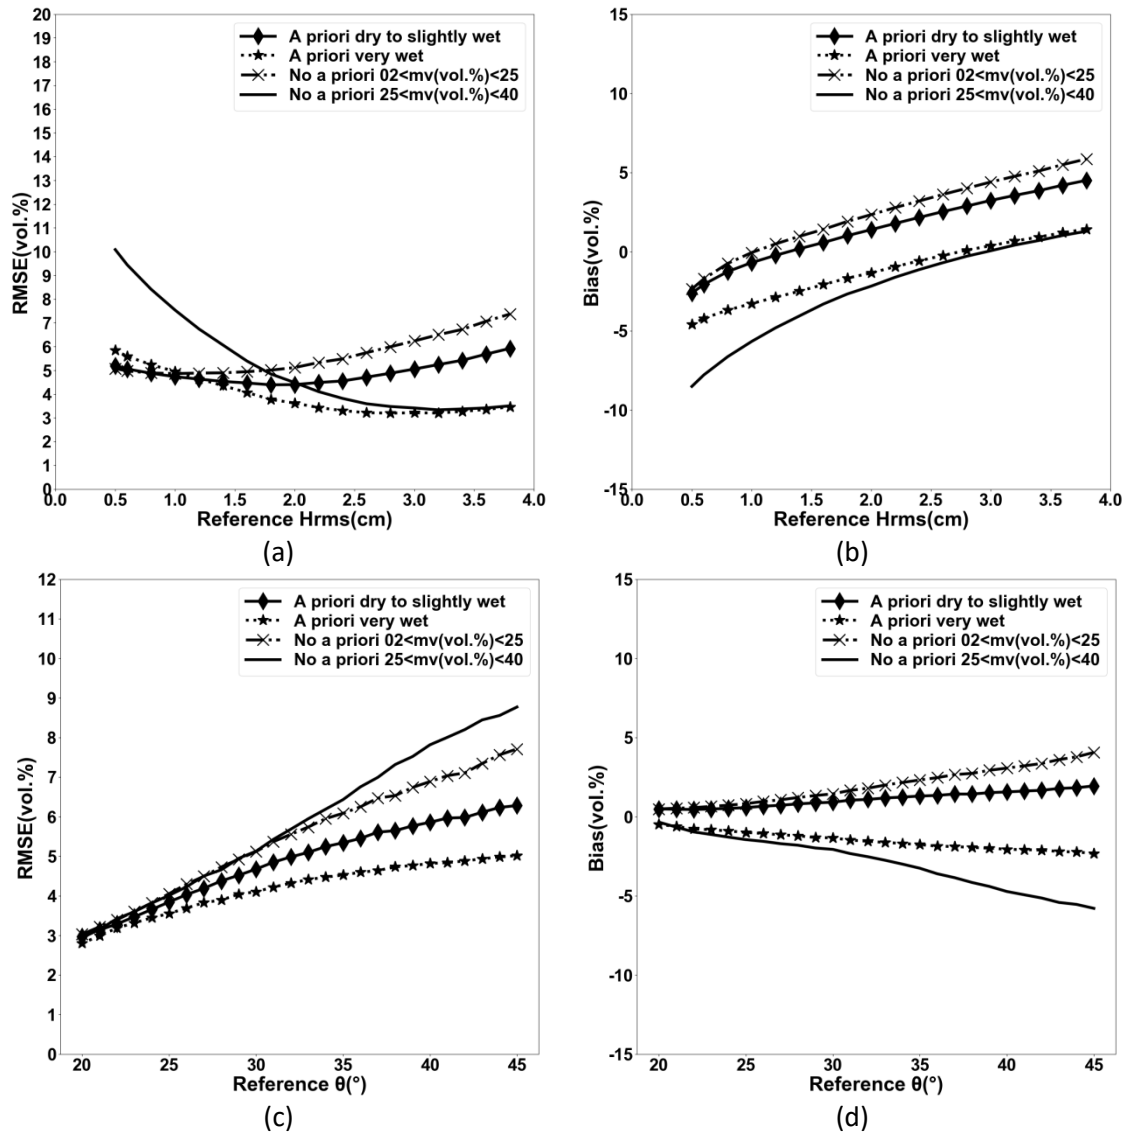 20
19
18
17
16
15
14
13
12
11
10
9
8
7
6
5
4
3
2
1
0
RMSE(vol.%)
A priori dry to slightly wet
A priori very wet
No a priori 02<mv(vol.%)<25
No a priori 25<mv(vol.%)<40
0.0 0.5 1.0 1.5 2.0 2.5 3.0 3.5 4.0
Reference Hrms(cm)
(a)
15
10
5
0
-5
-10
-15
Bias(vol.%)
A priori dry to slightly wet
A priori very wet
No a priori 02<mv(vol.%)<25
No a priori 25<mv(vol.%)<40
0.0 0.5 1.0 1.5 2.0 2.5 3.0 3.5 4.0
Reference Hrms(cm)
(b)
12
11
10
9
8
7
6
5
4
3
2
1
0
RMSE(vol.%)
A priori dry to slightly wet
A priori very wet
No a priori 02<mv(vol.%)<25
No a priori 25<mv(vol.%)<40
20 25 30 35 40 45
Reference θ(°)
(c)
15
10
5
0
-5
-10
-15
Bias(vol.%)
A priori dry to slightly wet
A priori very wet
No a priori 02<mv(vol.%)<25
No a priori 25<mv(vol.%)<40
20 25 30 35 40 45
Reference θ(°)
(d)